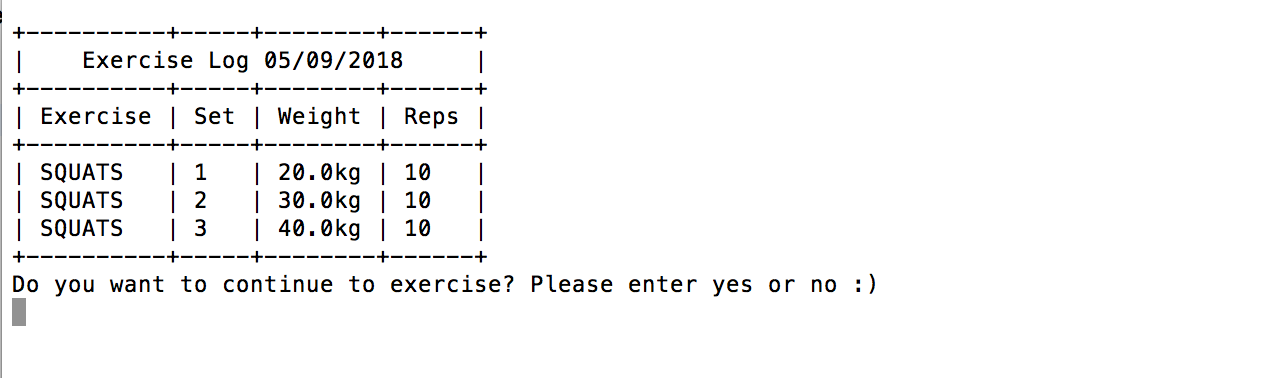 +----------+-----+--------+------+
|    Exercise Log 05/09/2018     |
+----------+-----+--------+------+
| Exercise | Set | Weight | Reps |
+----------+-----+--------+------+
| SQUATS   | 1   | 20.0kg | 10   |
| SQUATS   | 2   | 30.0kg | 10   |
| SQUATS   | 3   | 40.0kg | 10   |
+----------+-----+--------+------+
Do you want to continue to exercise? Please enter yes or no :)